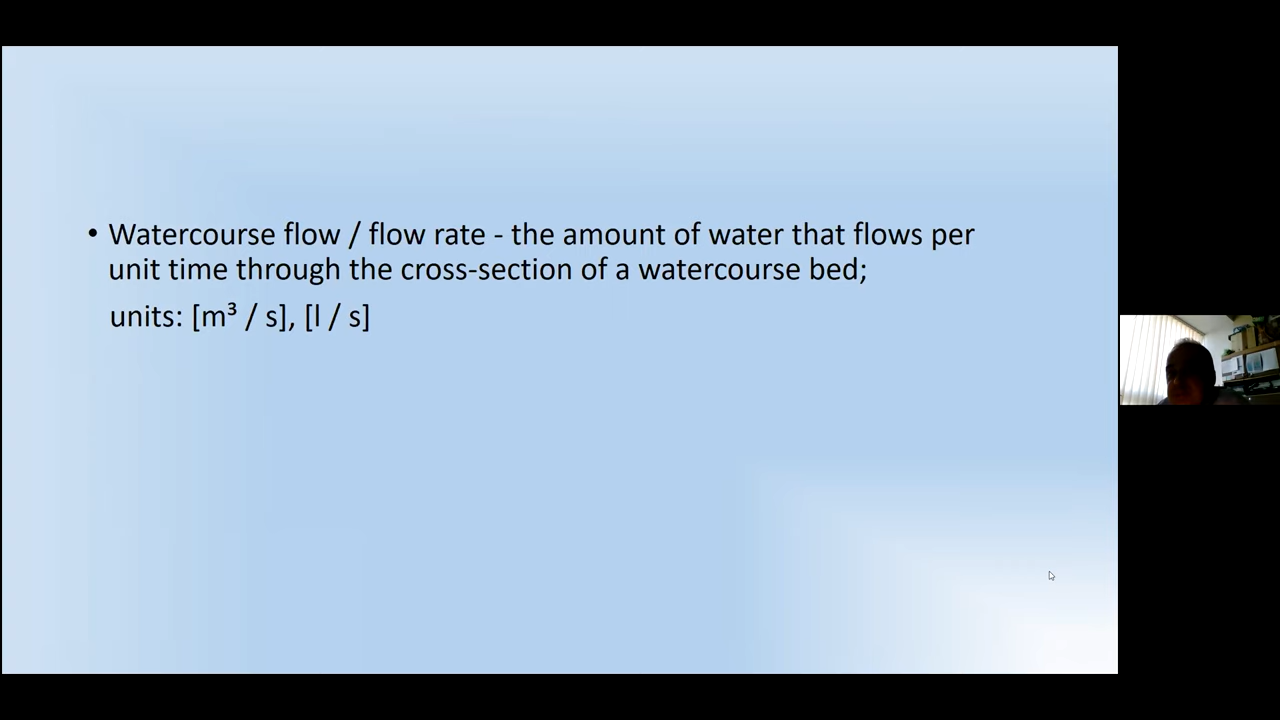 • Watercourse flow / flow rate - the amount of water that flows per
unit time through the cross-section of a watercourse bed;
units: [m³ / s], [l / s]